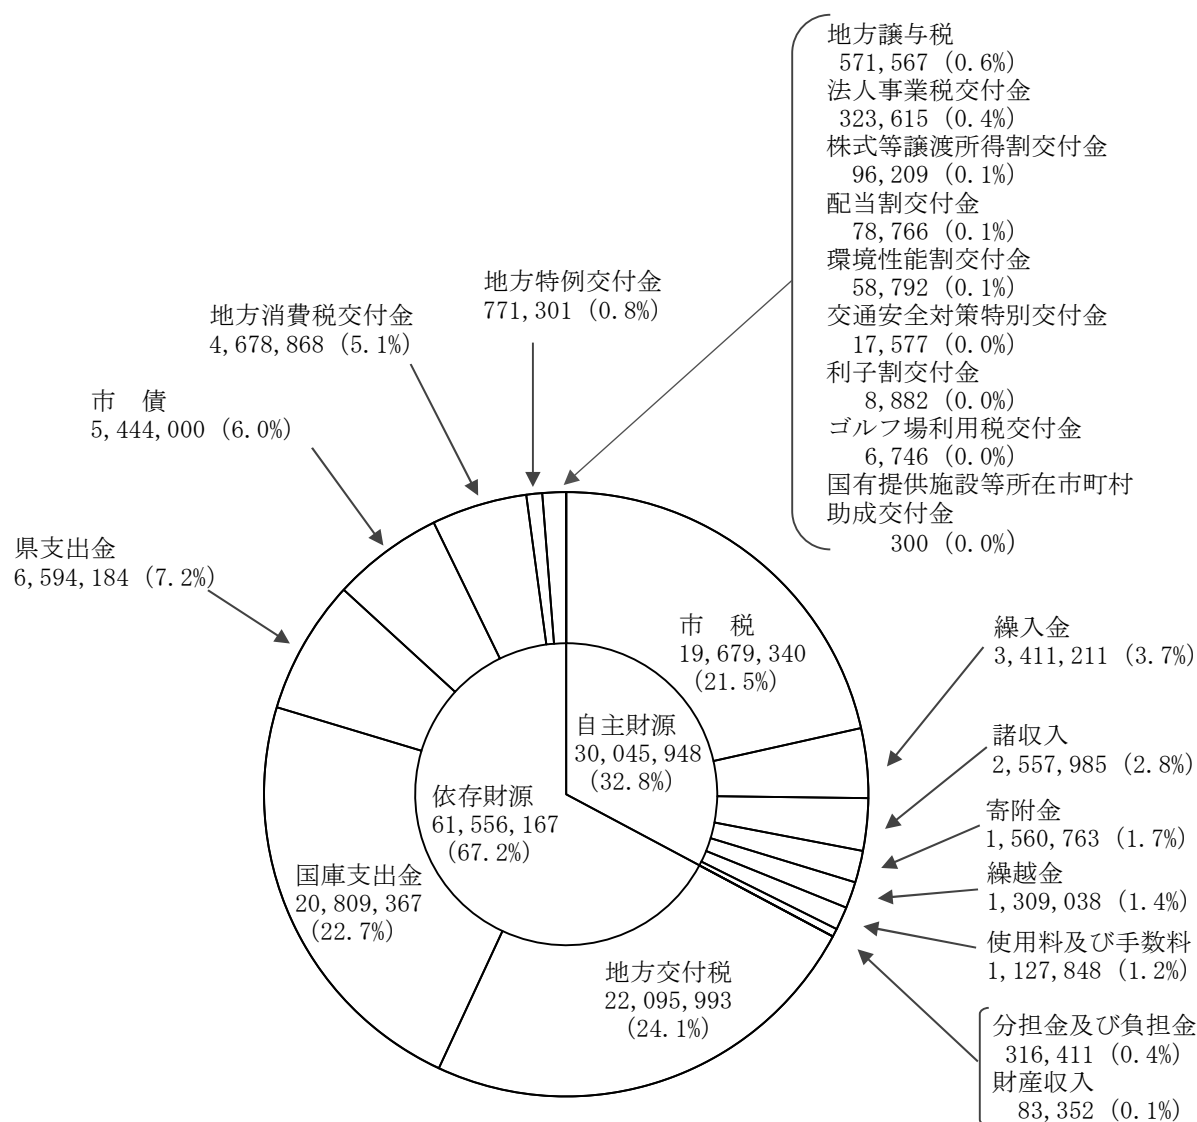 地方譲与税
571,567 (0.6%)
法人事業税交付金
323,615 (0.4%)
株式等譲渡所得割交付金
96,209 (0.1%)
配当割交付金
78,766 (0.1%)
環境性能割交付金
58,792 (0.1%)
交通安全対策特別交付金
17,577 (0.0%)
利子割交付金
8,882 (0.0%)
ゴルフ場利用税交付金
6,746 (0.0%)
国有提供施設等所在市町村
助成交付金
300 (0.0%)
地方特例交付金
771,301 (0.8%)
地方消費税交付金
4,678,868 (5.1%)
市　債
5,444,000 (6.0%)
県支出金
6,594,184 (7.2%)
市　税
19,679,340
(21.5%)
繰入金
3,411,211 (3.7%)
諸収入
2,557,985 (2.8%)
寄附金
1,560,763 (1.7%)
繰越金
1,309,038 (1.4%)
使用料及び手数料
1,127,848 (1.2%)
分担金及び負担金
316,411 (0.4%)
財産収入
83,352 (0.1%)
自主財源
30,045,948
(32.8%)
依存財源
61,556,167
(67.2%)
国庫支出金
20,809,367
(22.7%)
地方交付税
22,095,993
(24.1%)